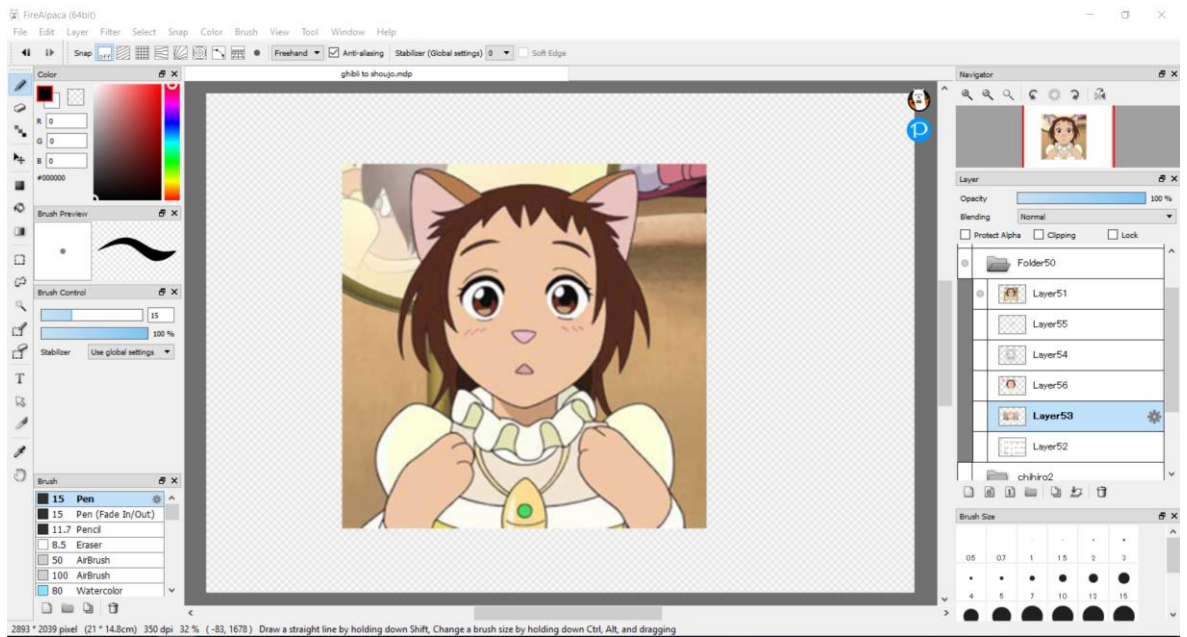 FireAlpaca (64bit)
File Edit Layer Filter Select Snap Color Brush View Tool Window Help
Snap off Freehand Anti-aliasing Stabilizer (Global settings) 0 Soft Edge
Color
ghibli to shoujo.mdp
Navigator
R 0
G 0
B 0
#000000
Layer
Opacity 100 %
Blending Normal
Protect Alpha Clipping Lock
Brush Preview
Folder50
Layer51
Brush Control
15
100 %
Stabilizer Use global settings
Layer55
Layer54
Layer56
T
Layer53
Layer52
chihiro2
Brush
15 Pen
15 Pen (Fade In/Out)
11.7 Pencil
8.5 Eraser
50 AirBrush
100 AirBrush
80 Watercolor
Brush Size
0.5 0.7 1 1.5 2 3
4 5 7 10 12 15
2893 * 2039 pixel (21 * 14.8cm) 350 dpi 32 % ( -83, 1678 ) Draw a straight line by holding down Shift, Change a brush size by holding down Ctrl, Alt, and dragging